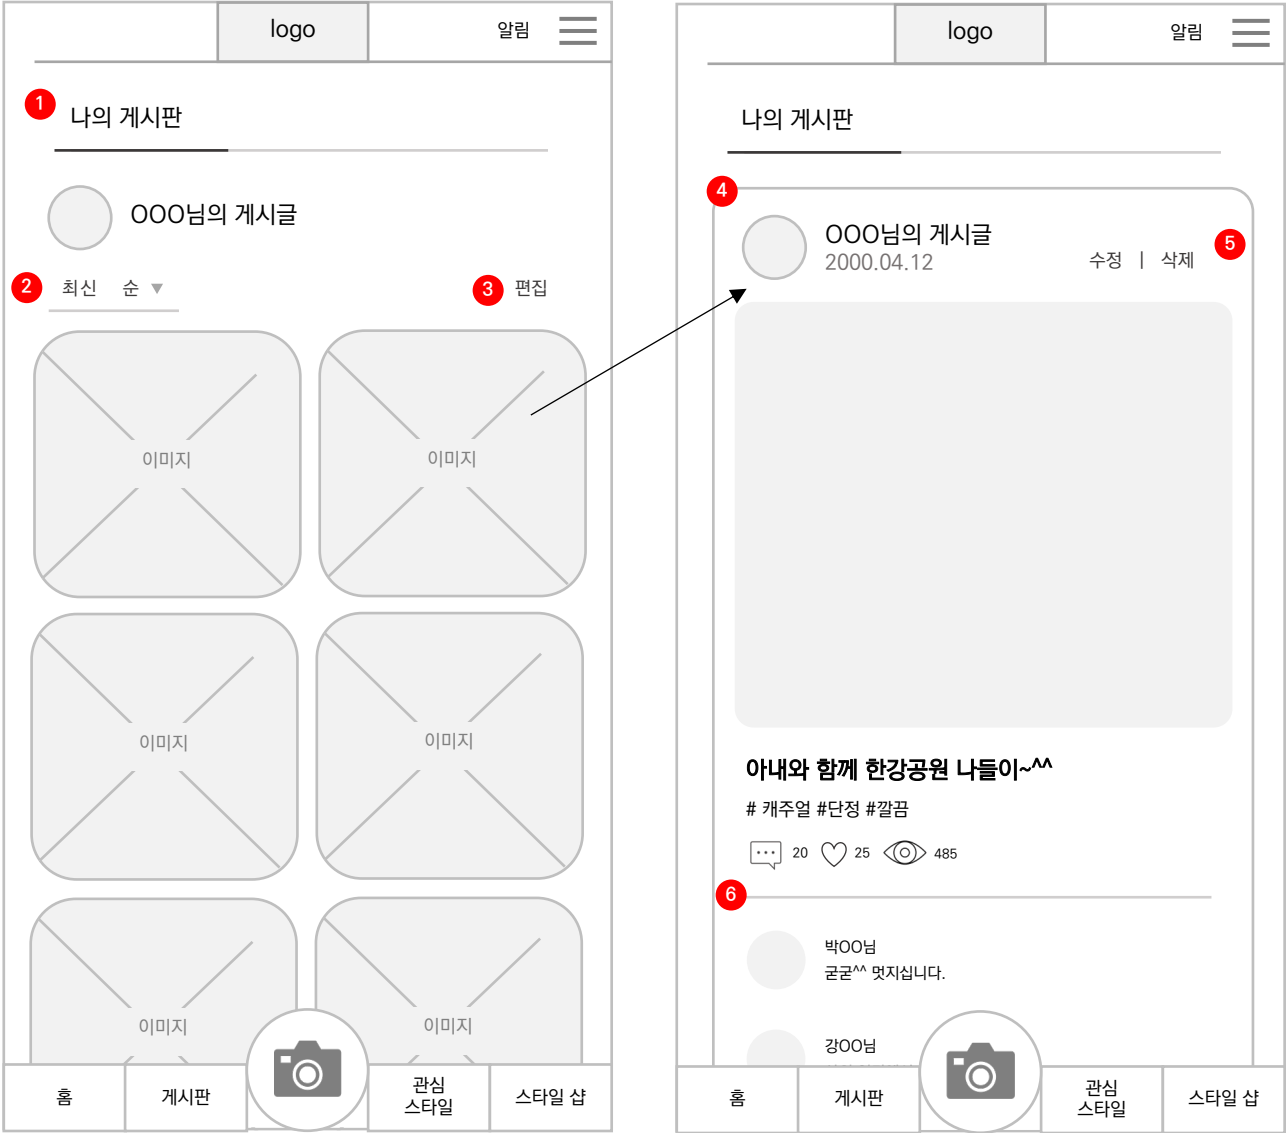 logo
알림
1
나의 게시판
OOO님의 게시글
2
최신 순 ▼
3
편집
이미지
이미지
이미지
이미지
이미지
이미지
홈
게시판
관심
스타일
스타일 샵
logo
알림
나의 게시판
4
OOO님의 게시글
2000.04.12
수정 | 삭제
5
아내와 함께 한강공원 나들이~^^
# 캐주얼 #단정 #깔끔
20 25 485
6
박OO님
굳굳^^ 멋지십니다.
강OO님
홈
게시판
관심
스타일
스타일 샵